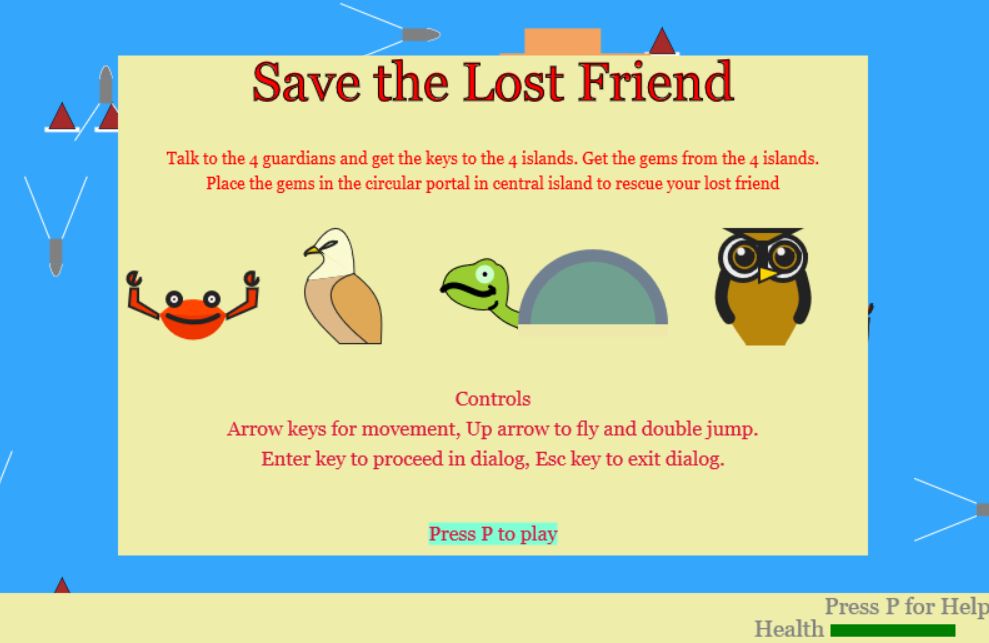 Save the Lost Friend
Talk to the 4 guardians and get the keys to the 4 islands. Get the gems from the 4 islands.
Place the gems in the circular portal in central island to rescue your lost friend
Controls
Arrow keys for movement, Up arrow to fly and double jump.
Enter key to proceed in dialog, Esc key to exit dialog.
Press P to play
Press P for Help
Health